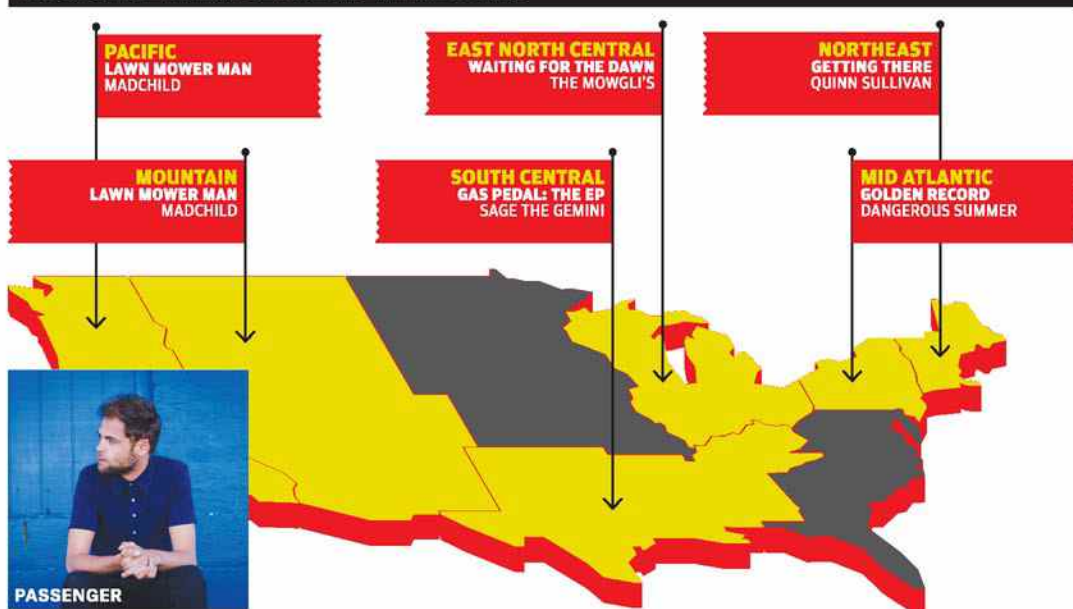 PACIFIC
LAWN MOWER MAN
MADCHILD
EAST NORTH CENTRAL
WAITING FOR THE DAWN
THE MOWGLI'S
NORTHEAST
GETTING THERE
QUINN SULLIVAN
MOUNTAIN
LAWN MOWER MAN
MADCHILD
SOUTH CENTRAL
GAS PEDAL: THE EP
SAGE THE GEMINI
MID ATLANTIC
GOLDEN RECORD
DANGEROUS SUMMER
PASSENGER